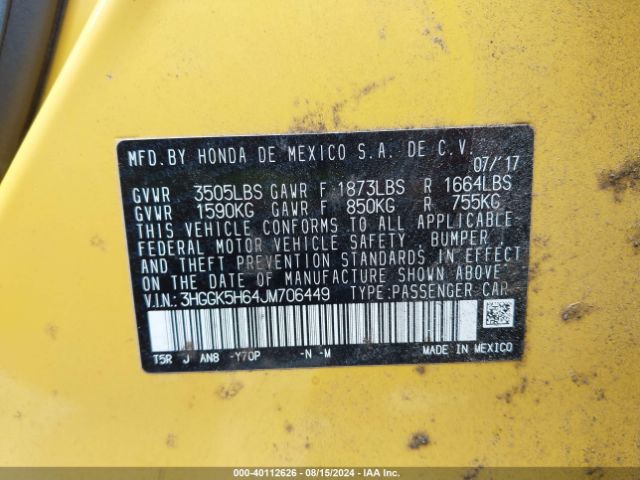 MFD. BY HONDA DE MEXICO S.A. DE C.V.
07/'17
GVWR 3505LBS GAWR F 1873LBS R 1664LBS
GVWR 1590KG GAWR F 850KG R 755KG
THIS VEHICLE CONFORMS TO ALL APPLICABLE
FEDERAL MOTOR VEHICLE SAFETY, BUMPER,
AND THEFT PREVENTION STANDARDS IN EFFECT
ON THE DATE OF MANUFACTURE SHOWN ABOVE
V.I.N.: 3HGGK5H64JM706449 TYPE:PASSENGER CAR
T5R J AN8 -Y70P -N -M MADE IN MEXICO
000-40112626 - 08/15/2024 - IAAI.com